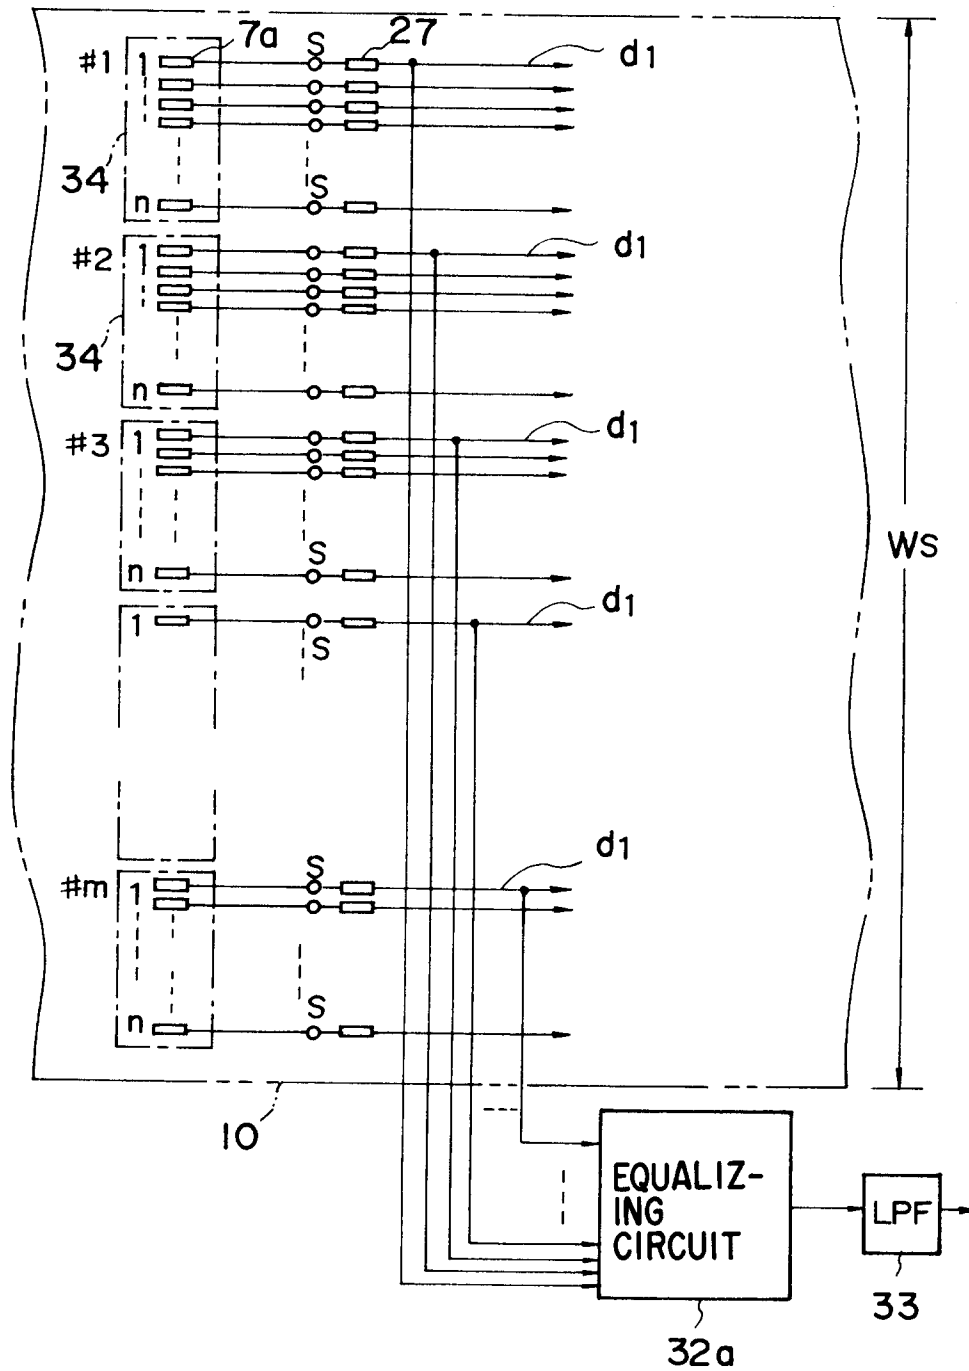 7a S 27 d1
#1 1
34
n S
#2 1 d1
34
n
#3 1 d1
n S
WS
1 d1
S
#m 1 S d1
n S
10
EQUALIZ-
ING
CIRCUIT
LPF
33
32a